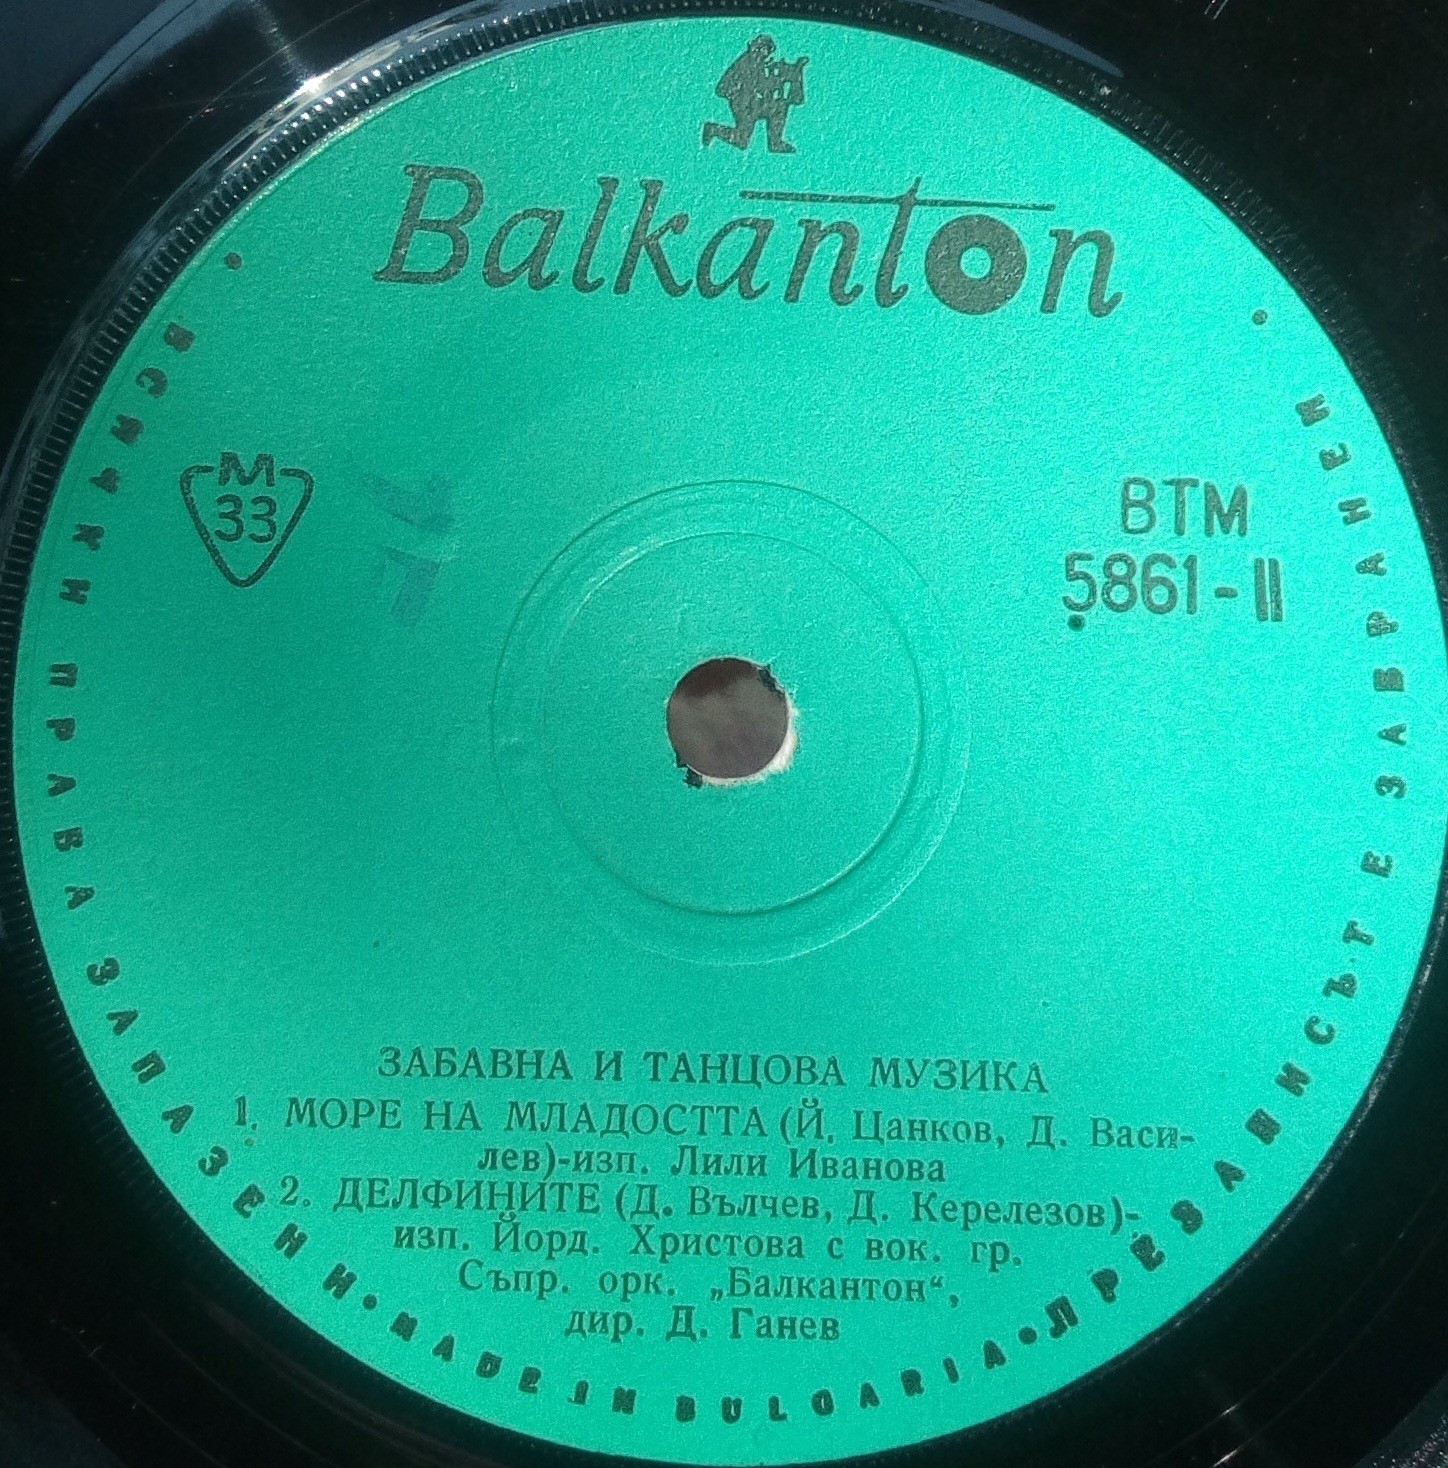 Balkanton
М
33
ВТМ
5861-II
ЗАБАВНА И ТАНЦОВА МУЗИКА
1. МОРЕ НА МЛАДОСТТА (Й. Цанков, Д. Васи-
лев)-изп. Лили Иванова
2. ДЕЛФИНИТЕ (Д. Вълчев, Д. Керелезов)-
изп. Йорд. Христова с вок. гр.
Съпр. орк. „Балкантон“,
дир. Д. Ганев
• ВСИЧКИ ПРАВА ЗАПАЗЕНИ • MADE IN BULGARIA • ПРЕЗАПИСЪТ Е ЗАБРАНЕН •